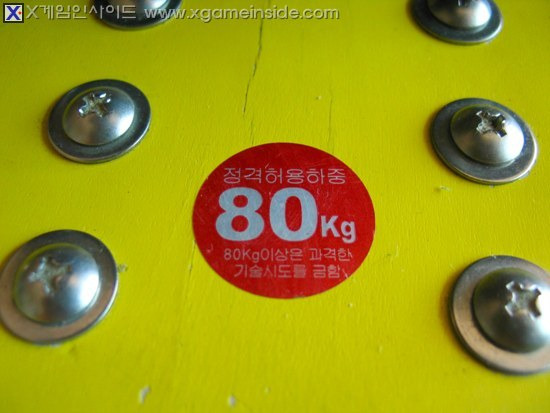 X X게임인사이드 - www.xgameinside.com
정격허용하중
80Kg
80Kg이상은 과격한
기술시도를 금함